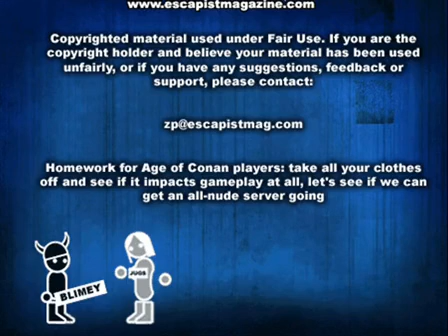 www.escapistmagazine.com
Copyrighted material used under Fair Use. If you are the
copyright holder and believe your material has been used
unfairly, or if you have any suggestions, feedback or
support, please contact:
zp@escapistmag.com
Homework for Age of Conan players: take all your clothes
off and see if it impacts gameplay at all, let's see if we can
get an all-nude server going
JUGS
BLIMEY